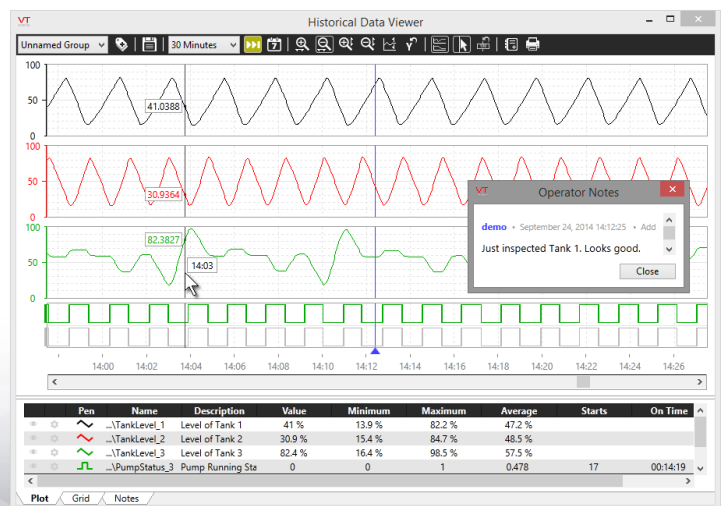 VT Historical Data Viewer
Unnamed Group 30 Minutes 7
100
50
0
41.0388
100
50
0
30.9364
100
50
0
82.3827
14:03
VT Operator Notes
demo • September 24, 2014 14:12:25 • Add
Just inspected Tank 1. Looks good.
Close
14:00 14:02 14:04 14:06 14:08 14:10 14:12 14:14 14:16 14:18 14:20 14:22 14:24 14:26
Pen Name Description Value Minimum Maximum Average Starts On Time
...\TankLevel_1 Level of Tank 1 41 % 13.9 % 82.2 % 47.2 %
...\TankLevel_2 Level of Tank 2 30.9 % 15.4 % 84.7 % 48.5 %
...\TankLevel_3 Level of Tank 3 82.4 % 16.4 % 98.5 % 57.5 %
...\PumpStatus_3 Pump Running Sta 0 0 1 0.478 17 00:14:19
Plot Grid Notes